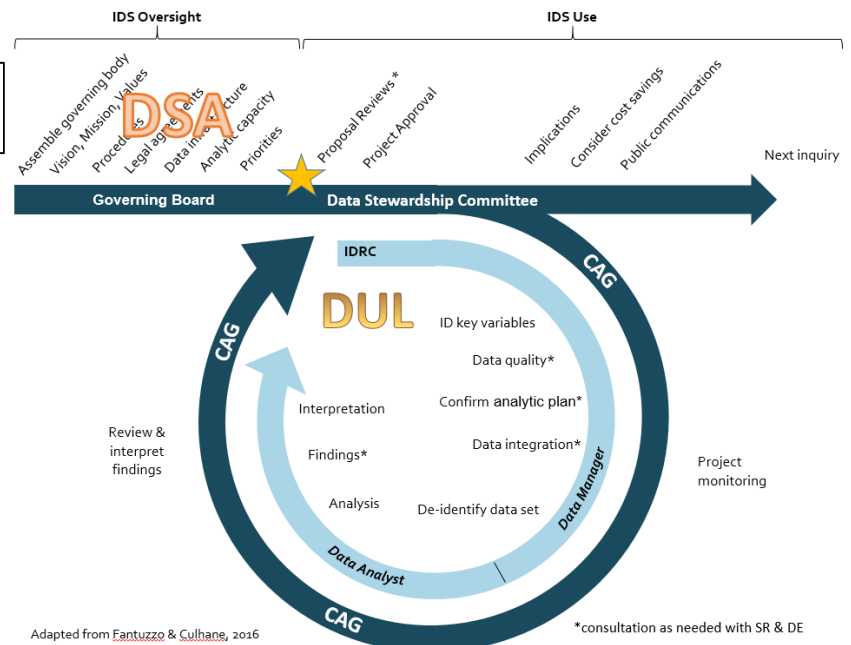 IDS Oversight
IDS Use
Assemble governing body
Vision, Mission, Values
Procedures
Legal agreements
Data infrastructure
Analytic capacity
Priorities
DSA
Proposal Reviews *
Project Approval
Implications
Consider cost savings
Public communications
Next inquiry
Governing Board
Data Stewardship Committee
IDRC
CAG
DUL
ID key variables
CAG
Data quality*
Interpretation
Confirm analytic plan*
Review &
interpret
findings
Findings*
Data integration*
Project
monitoring
Analysis
De-identify data set
Data Manager
Data Analyst
CAG
Adapted from Fantuzzo & Culhane, 2016
*consultation as needed with SR & DE